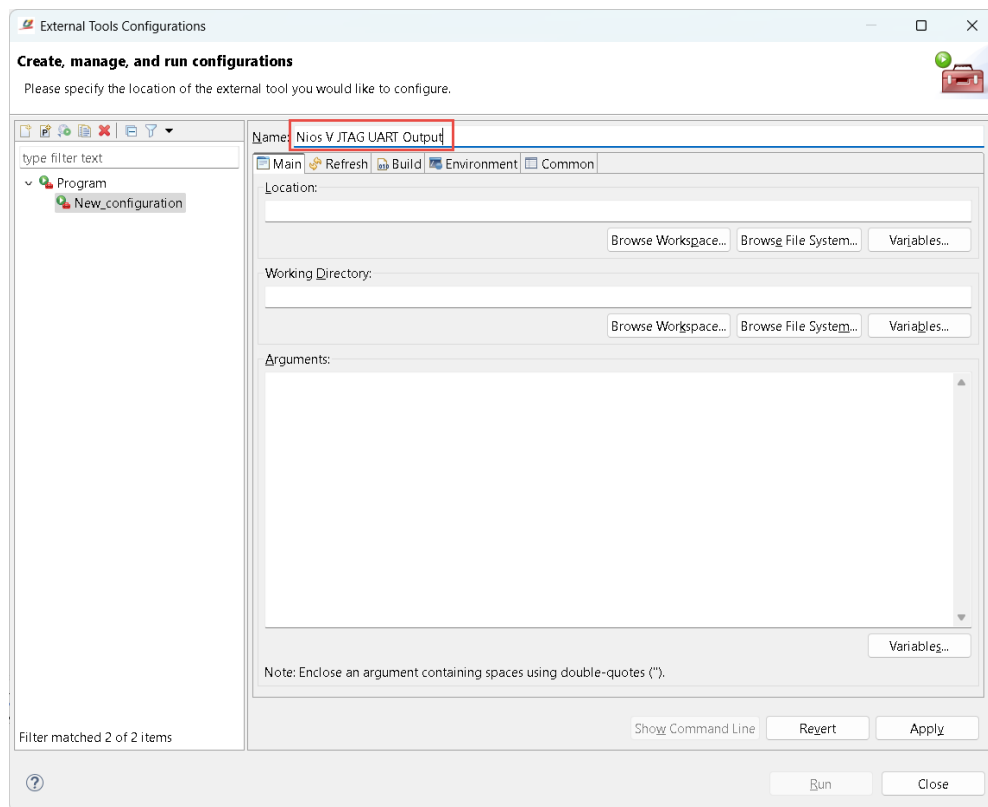 External Tools Configurations
Create, manage, and run configurations
Please specify the location of the external tool you would like to configure.
Name: Nios V JTAG UART Output
type filter text
Main Refresh Build Environment Common
Program
New_configuration
Location:
Browse Workspace... Browse File System... Variables...
Working Directory:
Browse Workspace... Browse File System... Variables...
Arguments:
Variables...
Note: Enclose an argument containing spaces using double-quotes (").
Show Command Line Revert Apply
Filter matched 2 of 2 items
Run Close